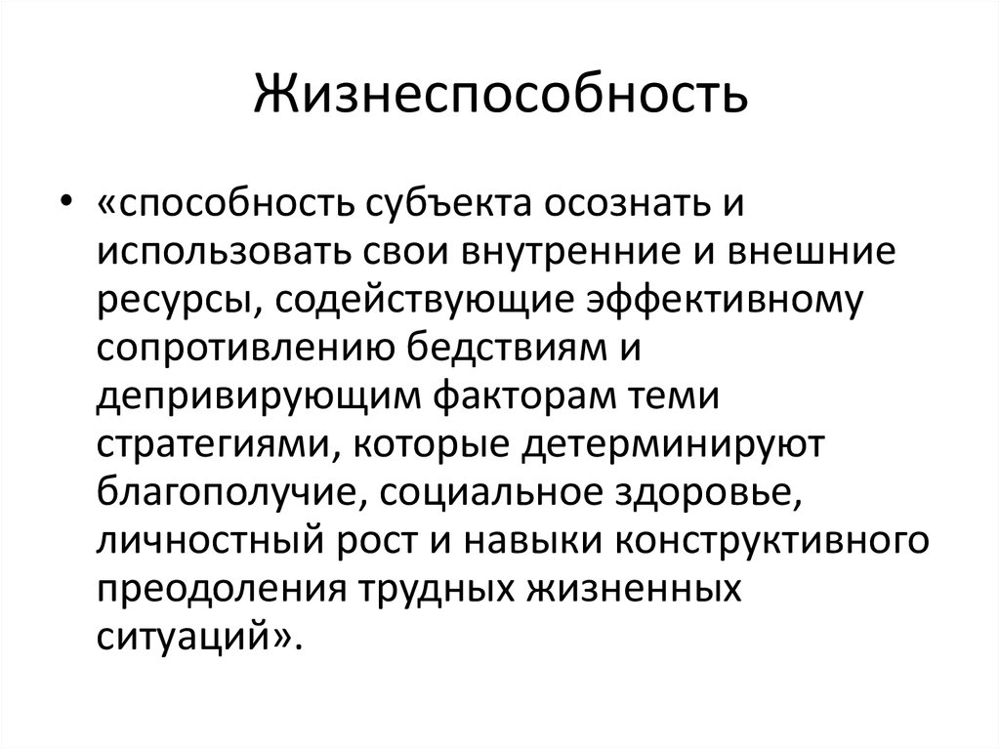 Жизнеспособность
• «способность субъекта осознать и
использовать свои внутренние и внешние
ресурсы, содействующие эффективному
сопротивлению бедствиям и
депривирующим факторам теми
стратегиями, которые детерминируют
благополучие, социальное здоровье,
личностный рост и навыки конструктивного
преодоления трудных жизненных
ситуаций».